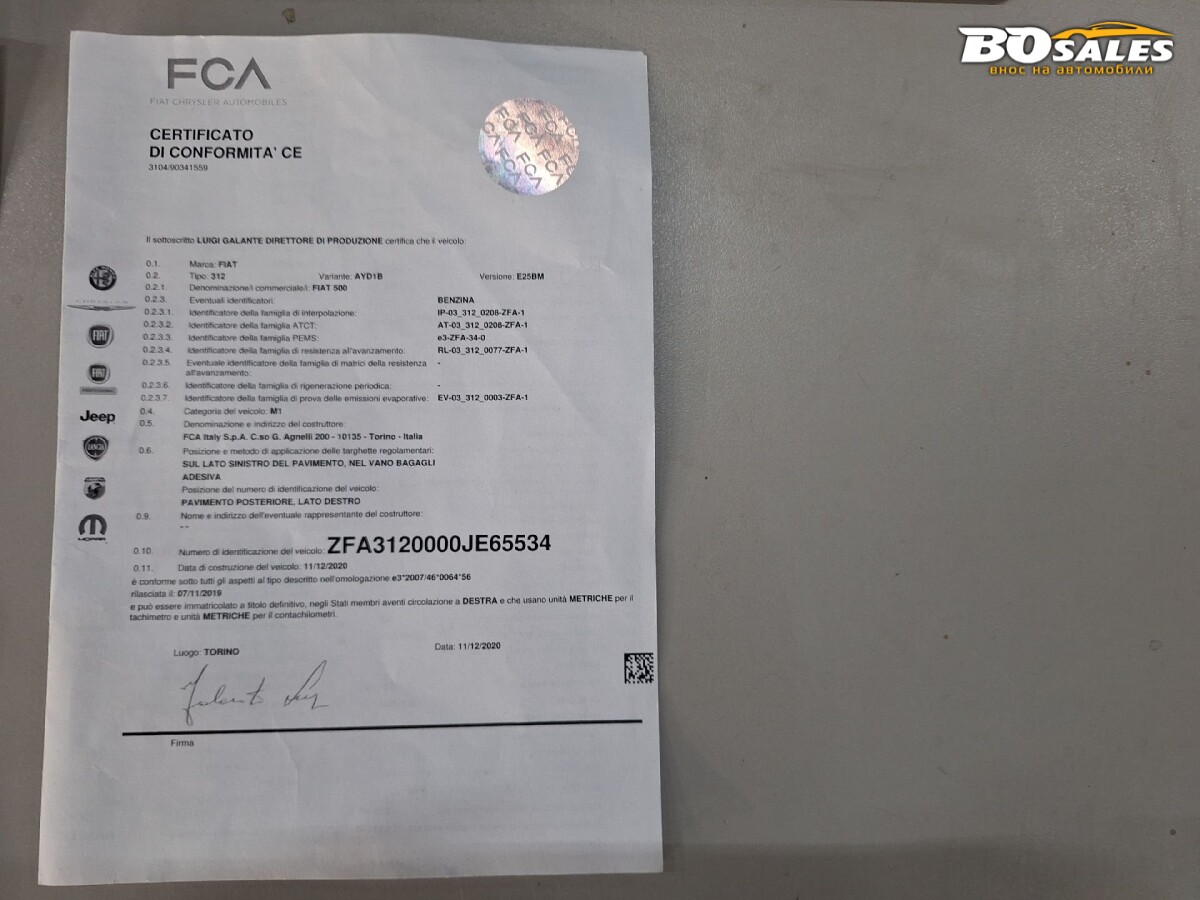 BOSALES
внос на автомобили
FCA
FIAT CHRYSLER AUTOMOBILES
CERTIFICATO
DI CONFORMITA' CE
3104/90341559
FCA FCA FCA
Il sottoscritto LUIGI GALANTE DIRETTORE DI PRODUZIONE certifica che il veicolo:
0.1. Marca: FIAT
0.2. Tipo: 312 Variante: AYD1B Versione: E25BM
0.2.1. Denominazione/i commerciale/i: FIAT 500
0.2.3. Eventuali identificatori: BENZINA
0.2.3.1. Identificatore della famiglia di interpolazione: IP-03_312_0208-ZFA-1
0.2.3.2. Identificatore della famiglia ATCT: AT-03_312_0208-ZFA-1
0.2.3.3. Identificatore della famiglia PEMS: e3-ZFA-34-0
0.2.3.4. Identificatore della famiglia di resistenza all'avanzamento: RL-03_312_0077-ZFA-1
0.2.3.5. Eventuale identificatore della famiglia di matrici della resistenza -
all'avanzamento:
0.2.3.6. Identificatore della famiglia di rigenerazione periodica: -
0.2.3.7. Identificatore della famiglia di prova delle emissioni evaporative: EV-03_312_0003-ZFA-1
0.4. Categoria del veicolo: M1
0.5. Denominazione e indirizzo del costruttore:
FCA Italy S.p.A. C.so G. Agnelli 200 - 10135 - Torino - Italia
0.6. Posizione e metodo di applicazione delle targhette regolamentari:
SUL LATO SINISTRO DEL PAVIMENTO, NEL VANO BAGAGLI
ADESIVA
Posizione del numero di identificazione del veicolo:
PAVIMENTO POSTERIORE, LATO DESTRO
0.9. Nome e indirizzo dell'eventuale rappresentante del costruttore:
--
0.10. Numero di identificazione del veicolo: ZFA3120000JE65534
0.11. Data di costruzione del veicolo: 11/12/2020
è conforme sotto tutti gli aspetti al tipo descritto nell'omologazione e3*2007/46*0064*56
rilasciata il: 07/11/2019
e può essere immatricolato a titolo definitivo, negli Stati membri aventi circolazione a DESTRA e che usano unità METRICHE per il
tachimetro e unità METRICHE per il contachilometri.
Luogo: TORINO Data: 11/12/2020
Firma
CHRYSLER
FIAT
FIAT
Jeep
LANCIA
MOPAR